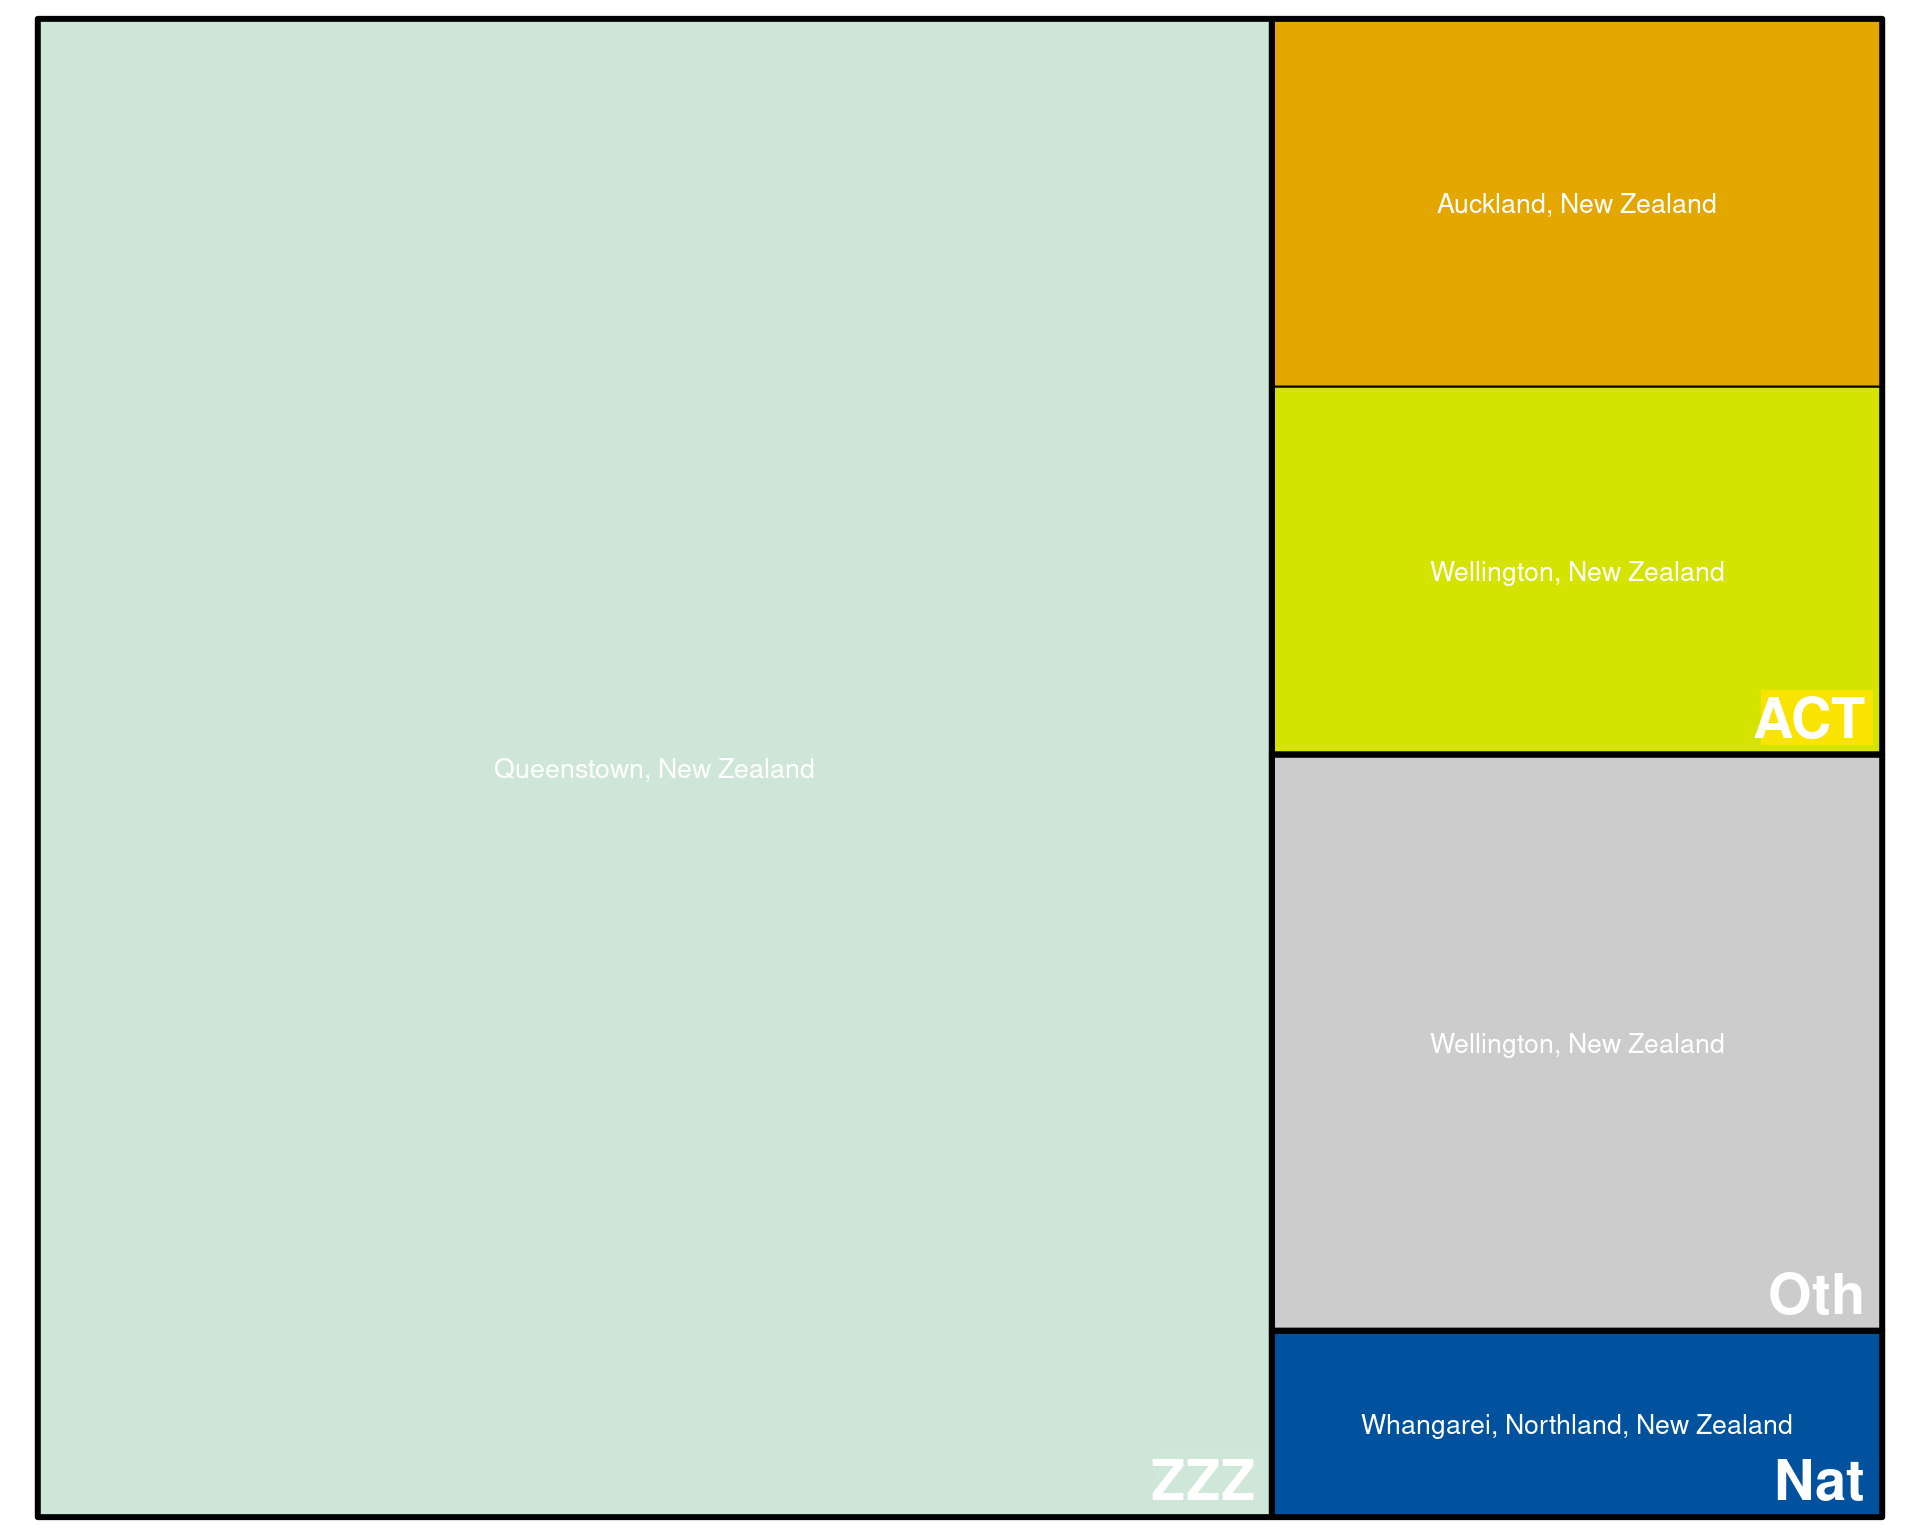 Queenstown, New Zealand
ZZZ
Auckland, New Zealand
Wellington, New Zealand
ACT
Wellington, New Zealand
Oth
Whangarei, Northland, New Zealand
Nat